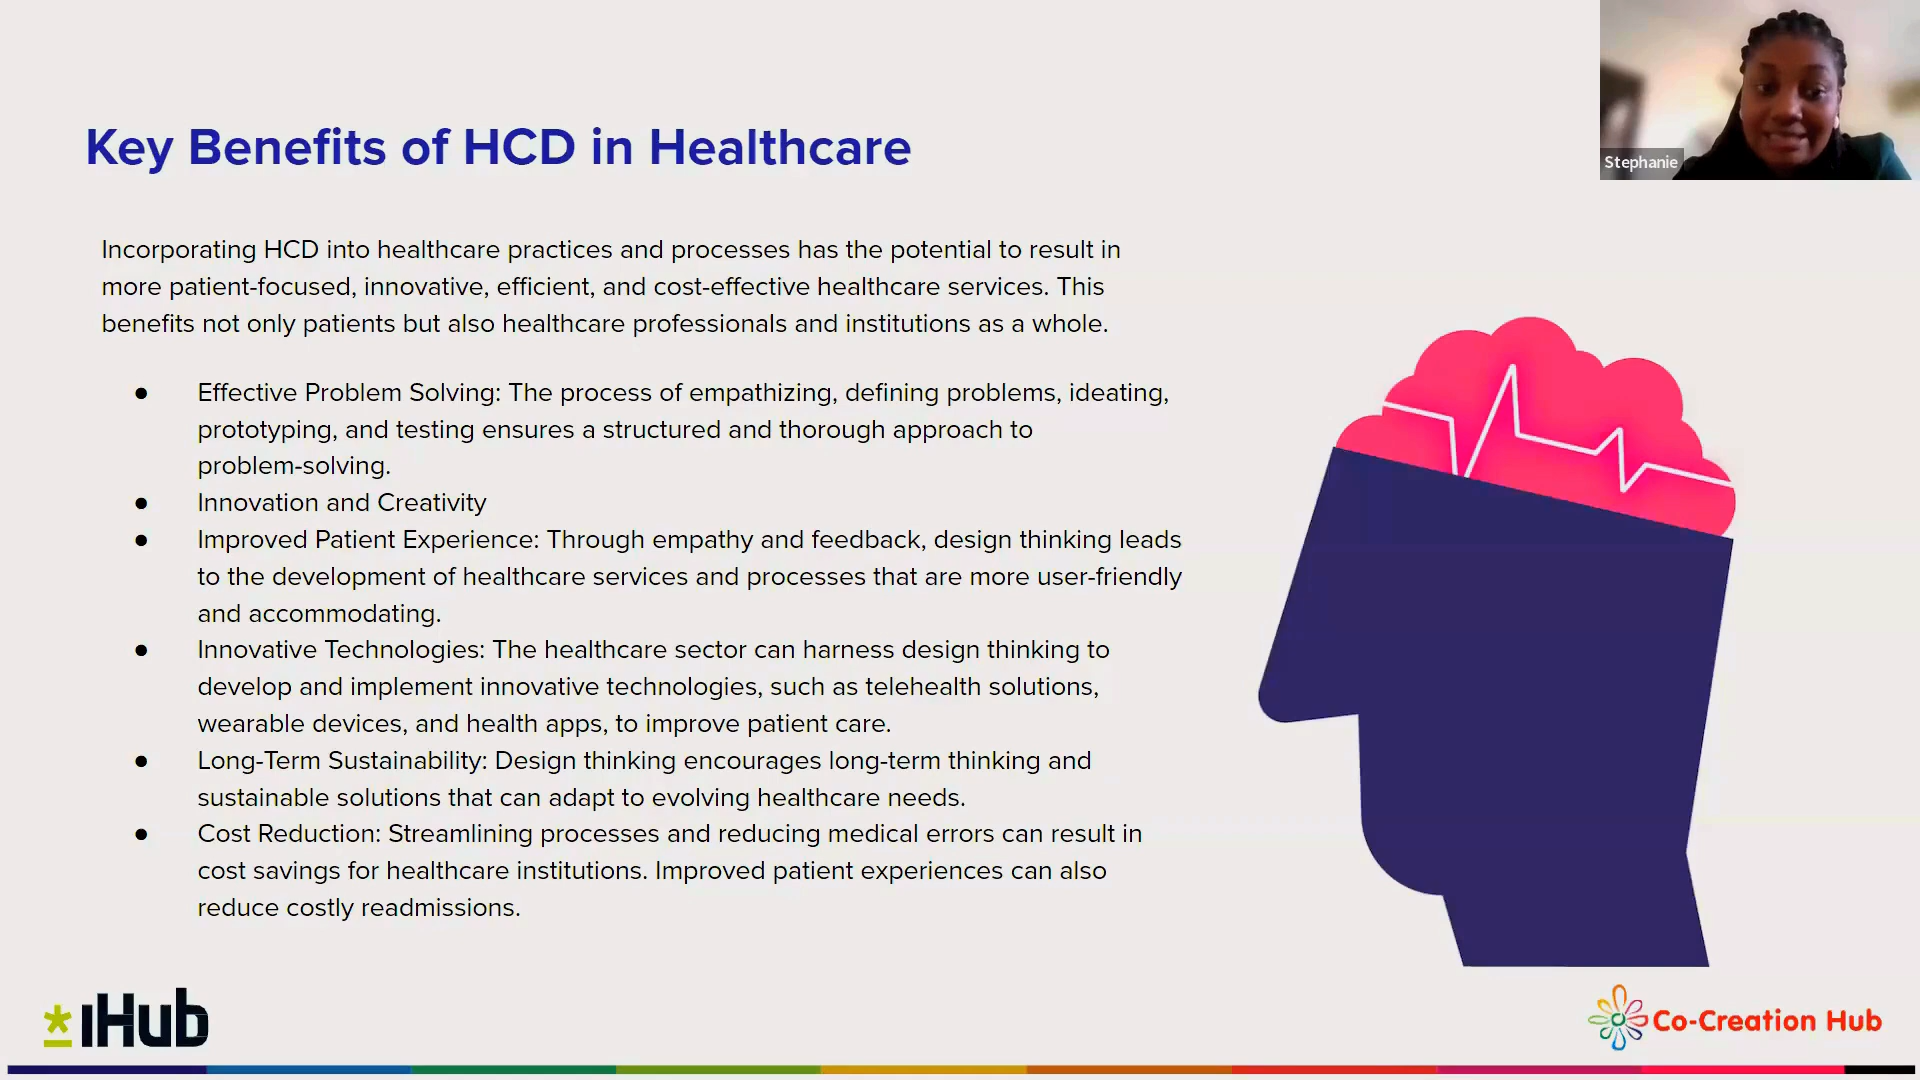 Stephanie
Key Benefits of HCD in Healthcare
Incorporating HCD into healthcare practices and processes has the potential to result in
more patient-focused, innovative, efficient, and cost-effective healthcare services. This
benefits not only patients but also healthcare professionals and institutions as a whole.
● Effective Problem Solving: The process of empathizing, defining problems, ideating,
prototyping, and testing ensures a structured and thorough approach to
problem-solving.
● Innovation and Creativity
● Improved Patient Experience: Through empathy and feedback, design thinking leads
to the development of healthcare services and processes that are more user-friendly
and accommodating.
● Innovative Technologies: The healthcare sector can harness design thinking to
develop and implement innovative technologies, such as telehealth solutions,
wearable devices, and health apps, to improve patient care.
● Long-Term Sustainability: Design thinking encourages long-term thinking and
sustainable solutions that can adapt to evolving healthcare needs.
● Cost Reduction: Streamlining processes and reducing medical errors can result in
cost savings for healthcare institutions. Improved patient experiences can also
reduce costly readmissions.
*iHub
Co-Creation Hub